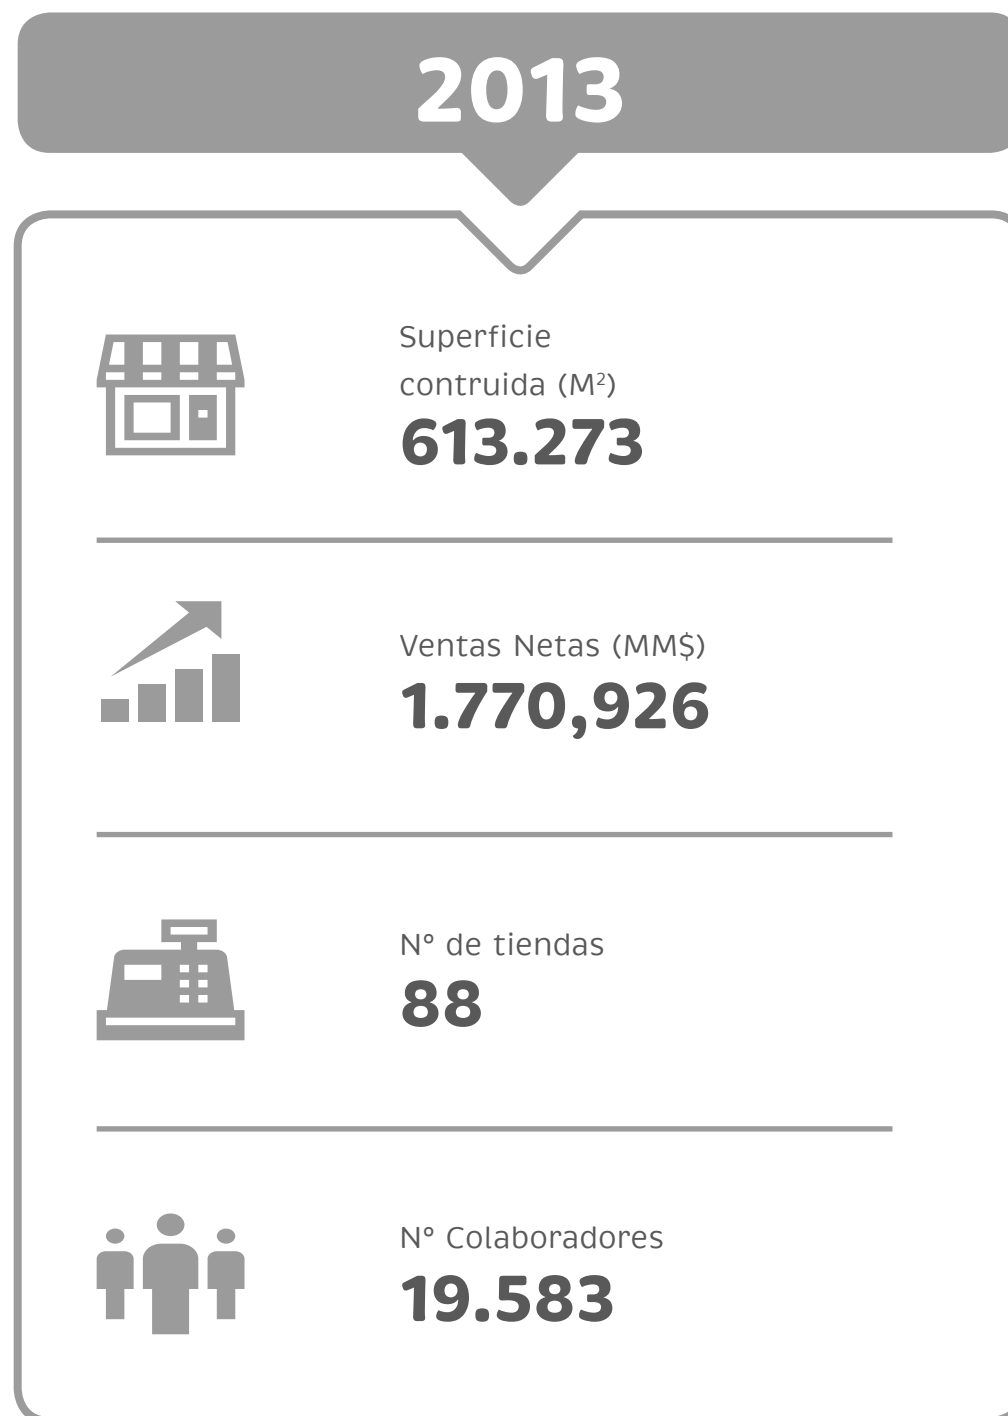 2013
Superficie
contruida (M²)
613.273
Ventas Netas (MM$)
1.770,926
N° de tiendas
88
N° Colaboradores
19.583